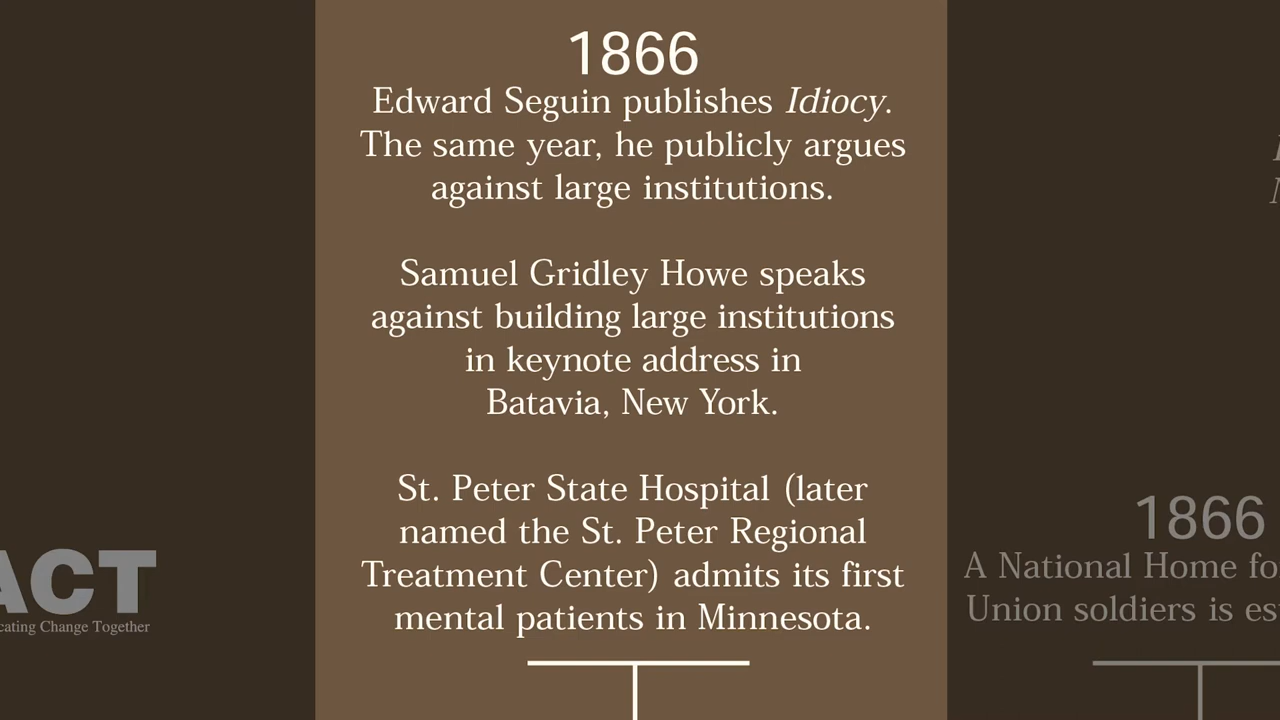 1866
Edward Seguin publishes Idiocy.
The same year, he publicly argues
against large institutions.
Samuel Gridley Howe speaks
against building large institutions
in keynote address in
Batavia, New York.
St. Peter State Hospital (later
named the St. Peter Regional
Treatment Center) admits its first
mental patients in Minnesota.
ACT
cating Change Together
1866
A National Home fo
Union soldiers is es